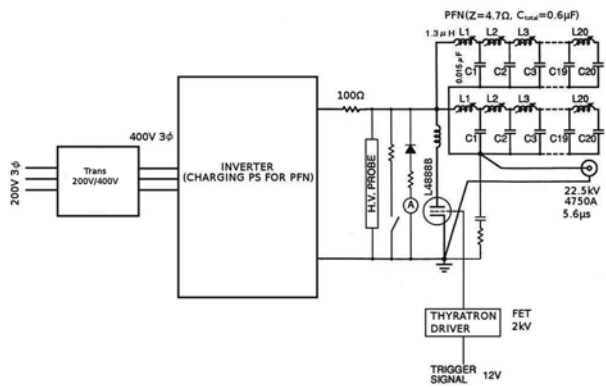 PFN(Z=4.7Ω, Ctotal=0.6μF)
1.3μH
L1 L2 L3 L20
0.015μF
C1 C2 C3 C19 C20
L1 L2 L3 L20
C1 C2 C3 C19 C20
100Ω
400V 3φ
200V 3φ
Trans
200V/400V
INVERTER
(CHARGING PS FOR PFN)
H.V. PROBE
A
L4888B
22.5kV
4750A
5.6μs
THYRATRON
DRIVER
FET
2kV
TRIGGER
SIGNAL 12V